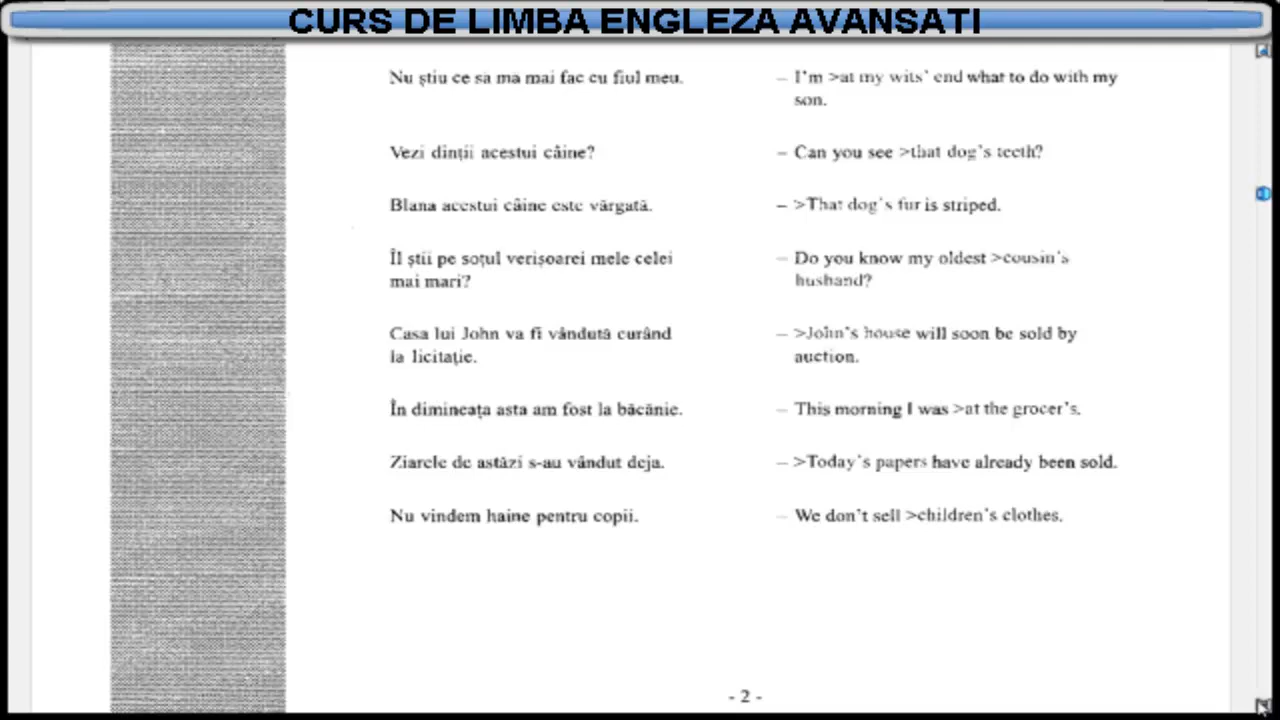 CURS DE LIMBA ENGLEZA AVANSATI
Nu știu ce sa ma mai fac cu fiul meu.
– I'm >at my wits' end what to do with my
son.
Vezi dinții acestui câine?
– Can you see >that dog's teeth?
Blana acestui câine este vărgată.
– >That dog's fur is striped.
Îl știi pe soțul verișoarei mele celei
mai mari?
– Do you know my oldest >cousin's
husband?
Casa lui John va fi vândută curând
la licitație.
– >John's house will soon be sold by
auction.
În dimineața asta am fost la băcănie.
– This morning I was >at the grocer's.
Ziarele de astăzi s-au vândut deja.
– >Today's papers have already been sold.
Nu vindem haine pentru copii.
– We don't sell >children's clothes.
- 2 -